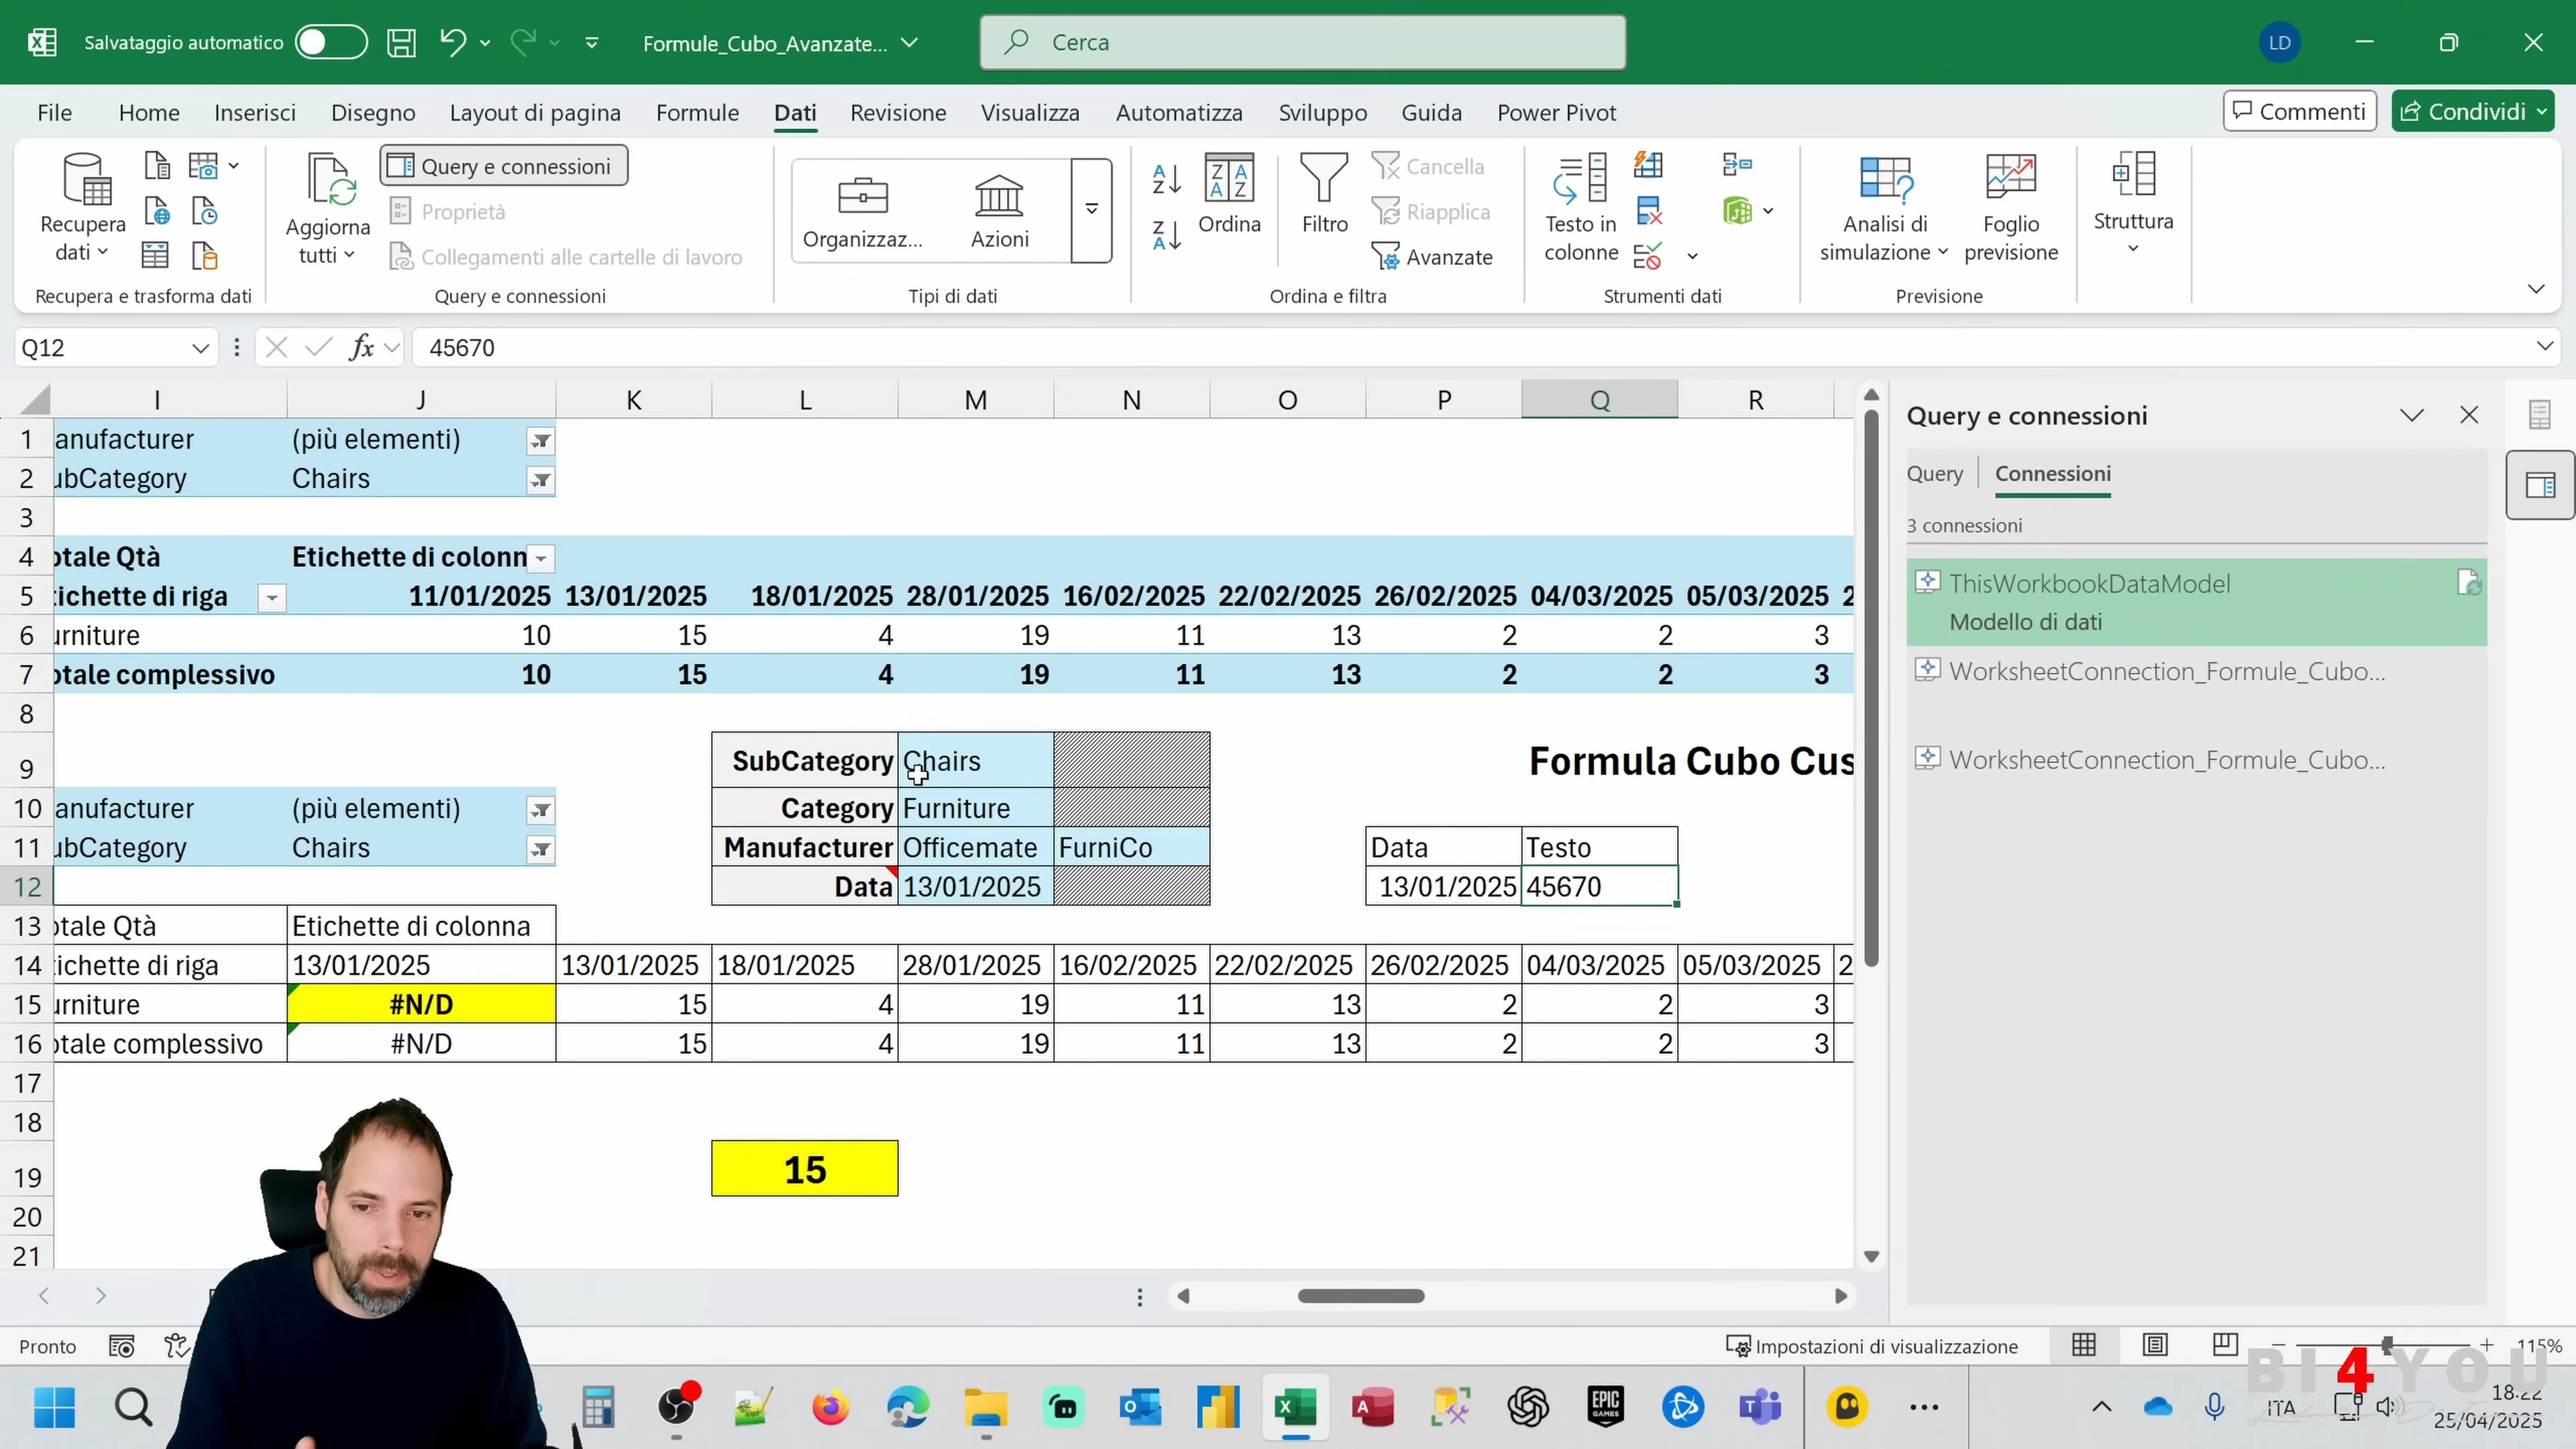 Salvataggio automatico Formule_Cubo_Avanzate... Cerca LD
File Home Inserisci Disegno Layout di pagina Formule Dati Revisione Visualizza Automatizza Sviluppo Guida Power Pivot Commenti Condividi
Recupera dati
Recupera e trasforma dati
Aggiorna tutti
Query e connessioni
Proprietà
Collegamenti alle cartelle di lavoro
Query e connessioni
Organizzaz... Azioni
Tipi di dati
Ordina
Filtro
Cancella
Riapplica
Avanzate
Ordina e filtra
Testo in colonne
Strumenti dati
Analisi di simulazione
Foglio previsione
Previsione
Struttura
Q12 fx 45670
I J K L M N O P Q R
1 anufacturer (più elementi)
2 ubCategory Chairs
3
4 otale Qtà Etichette di colonn
5 tichette di riga 11/01/2025 13/01/2025 18/01/2025 28/01/2025 16/02/2025 22/02/2025 26/02/2025 04/03/2025 05/03/2025 2
6 urniture 10 15 4 19 11 13 2 2 3
7 otale complessivo 10 15 4 19 11 13 2 2 3
8
9 SubCategory Chairs Formula Cubo Cus
10 anufacturer (più elementi) Category Furniture
11 ubCategory Chairs Manufacturer Officemate FurniCo Data Testo
12 Data 13/01/2025 13/01/2025 45670
13 otale Qtà Etichette di colonna
14 tichette di riga 13/01/2025 13/01/2025 18/01/2025 28/01/2025 16/02/2025 22/02/2025 26/02/2025 04/03/2025 05/03/2025 2
15 urniture #N/D 15 4 19 11 13 2 2 3
16 otale complessivo #N/D 15 4 19 11 13 2 2 3
17
18
19 15
20
21
Query e connessioni
Query Connessioni
3 connessioni
ThisWorkbookDataModel
Modello di dati
WorksheetConnection_Formule_Cubo...
WorksheetConnection_Formule_Cubo...
Pronto Impostazioni di visualizzazione 115%
BI4YOU
ITA 18:22
25/04/2025
EPIC GAMES